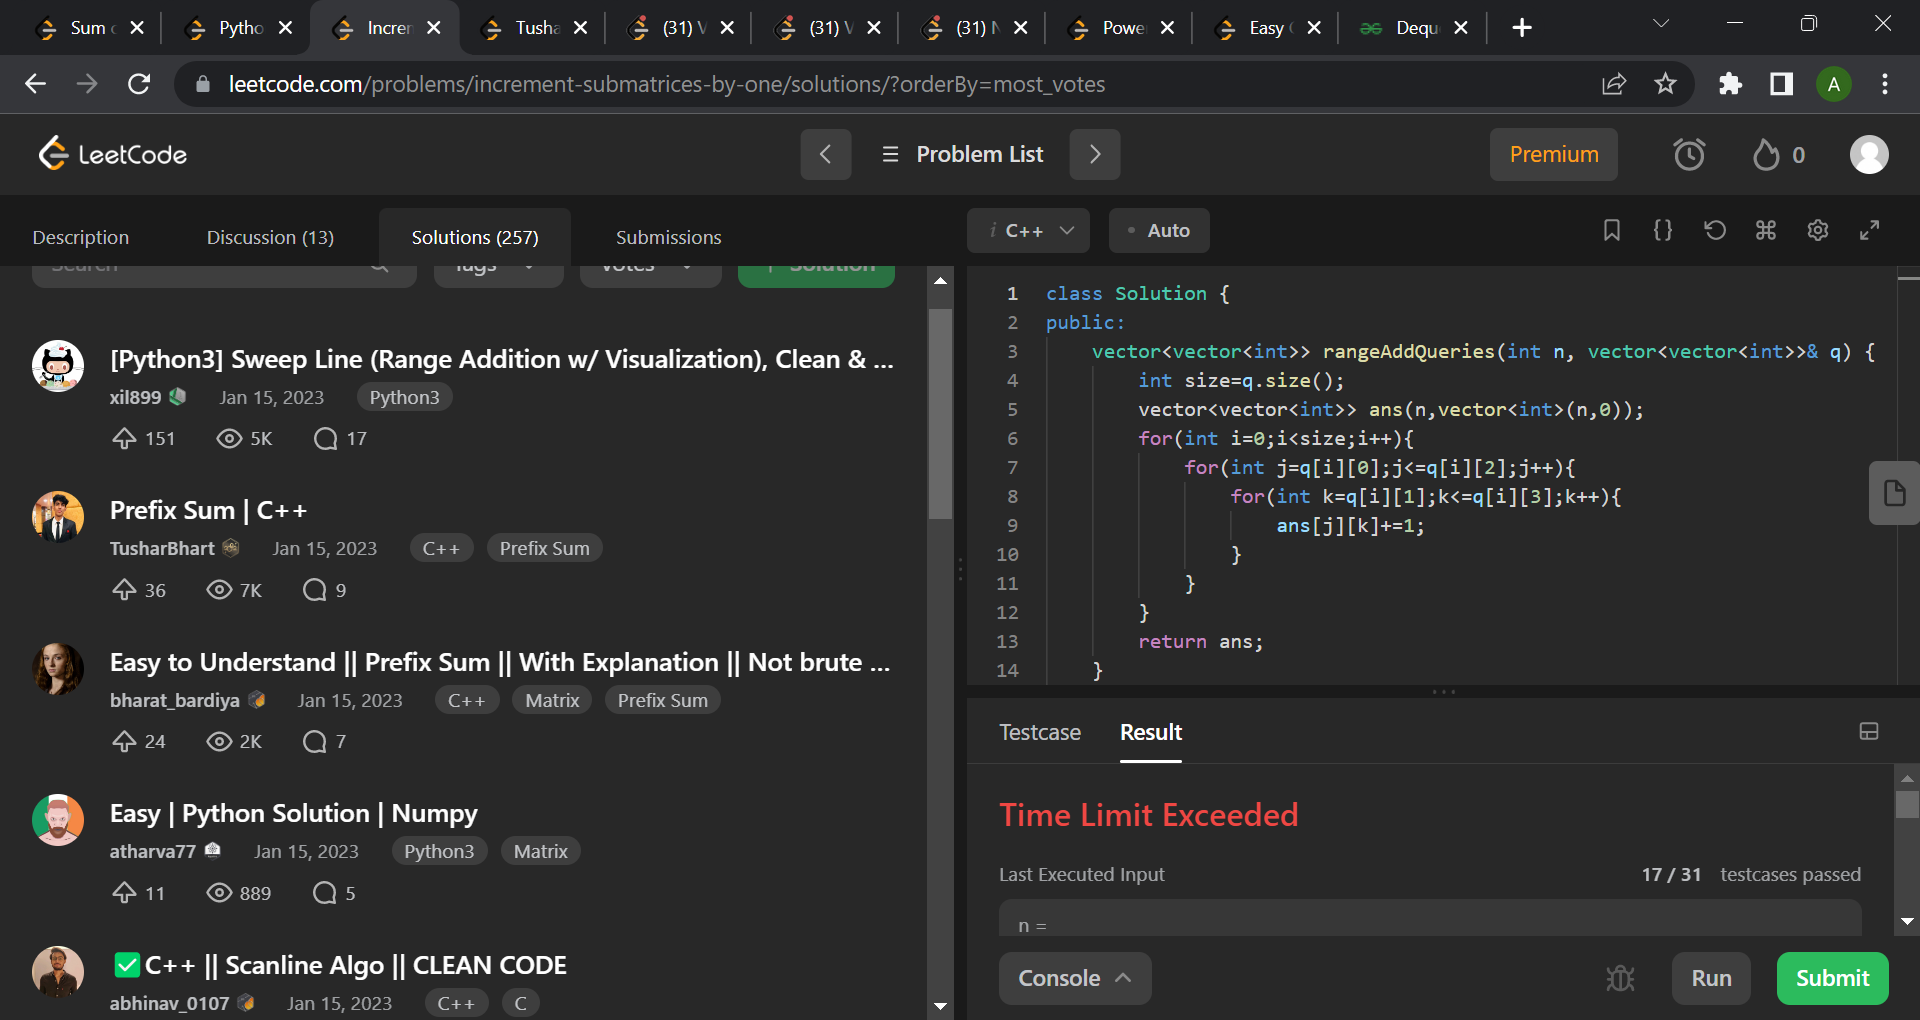 Sum
Pytho
Incren
Tusha
(31) V
(31) V
(31) N
Powe
Easy
Dequ
leetcode.com/problems/increment-submatrices-by-one/solutions/?orderBy=most_votes
A
LeetCode
Problem List
Premium
0
Description
Discussion (13)
Solutions (257)
Submissions
i C++
• Auto
Search
Tags
Votes
+ Solution
[Python3] Sweep Line (Range Addition w/ Visualization), Clean & ...
xil899
Jan 15, 2023
Python3
151
5K
17
Prefix Sum | C++
TusharBhart
Jan 15, 2023
C++
Prefix Sum
36
7K
9
Easy to Understand || Prefix Sum || With Explanation || Not brute ...
bharat_bardiya
Jan 15, 2023
C++
Matrix
Prefix Sum
24
2K
7
Easy | Python Solution | Numpy
atharva77
Jan 15, 2023
Python3
Matrix
11
889
5
✅C++ || Scanline Algo || CLEAN CODE
abhinav_0107
Jan 15, 2023
C++
C
1 class Solution {
2 public:
3 vector<vector<int>> rangeAddQueries(int n, vector<vector<int>>& q) {
4 int size=q.size();
5 vector<vector<int>> ans(n,vector<int>(n,0));
6 for(int i=0;i<size;i++){
7 for(int j=q[i][0];j<=q[i][2];j++){
8 for(int k=q[i][1];k<=q[i][3];k++){
9 ans[j][k]+=1;
10 }
11 }
12 }
13 return ans;
14 }
Testcase
Result
Time Limit Exceeded
Last Executed Input
17 / 31 testcases passed
n =
Console
Run
Submit